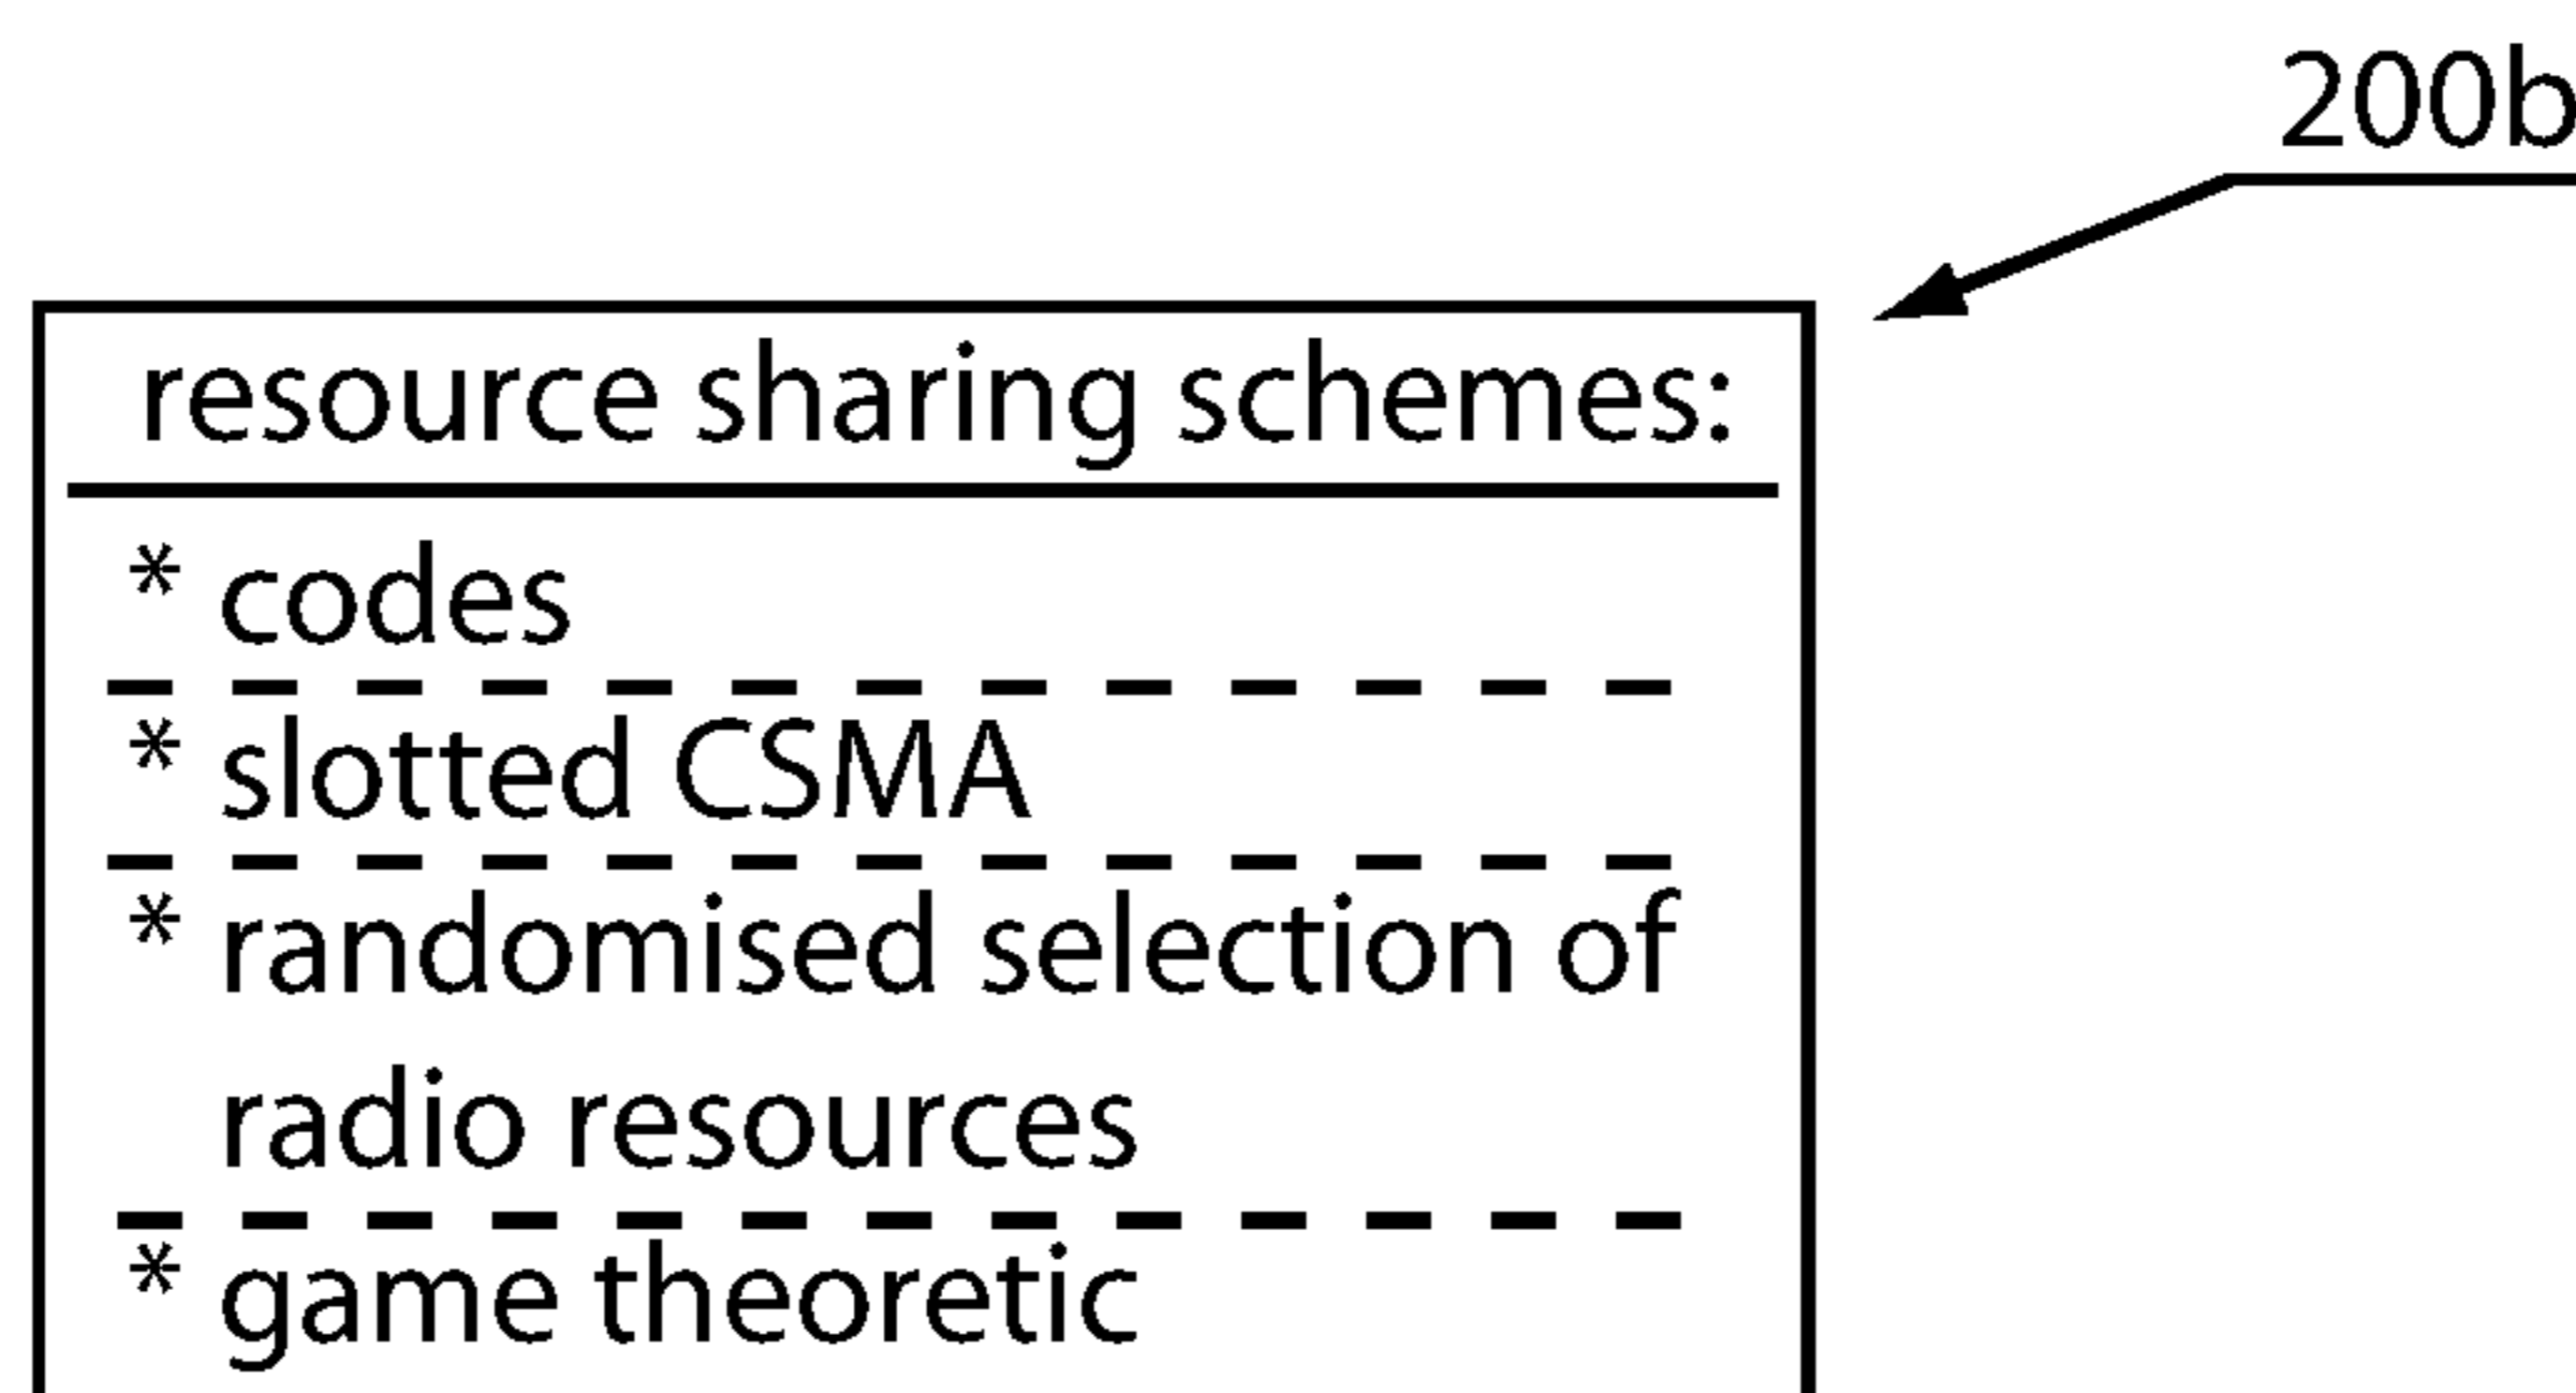 200b
resource sharing schemes:
* codes
* slotted CSMA
* randomised selection of
radio resources
* game theoretic